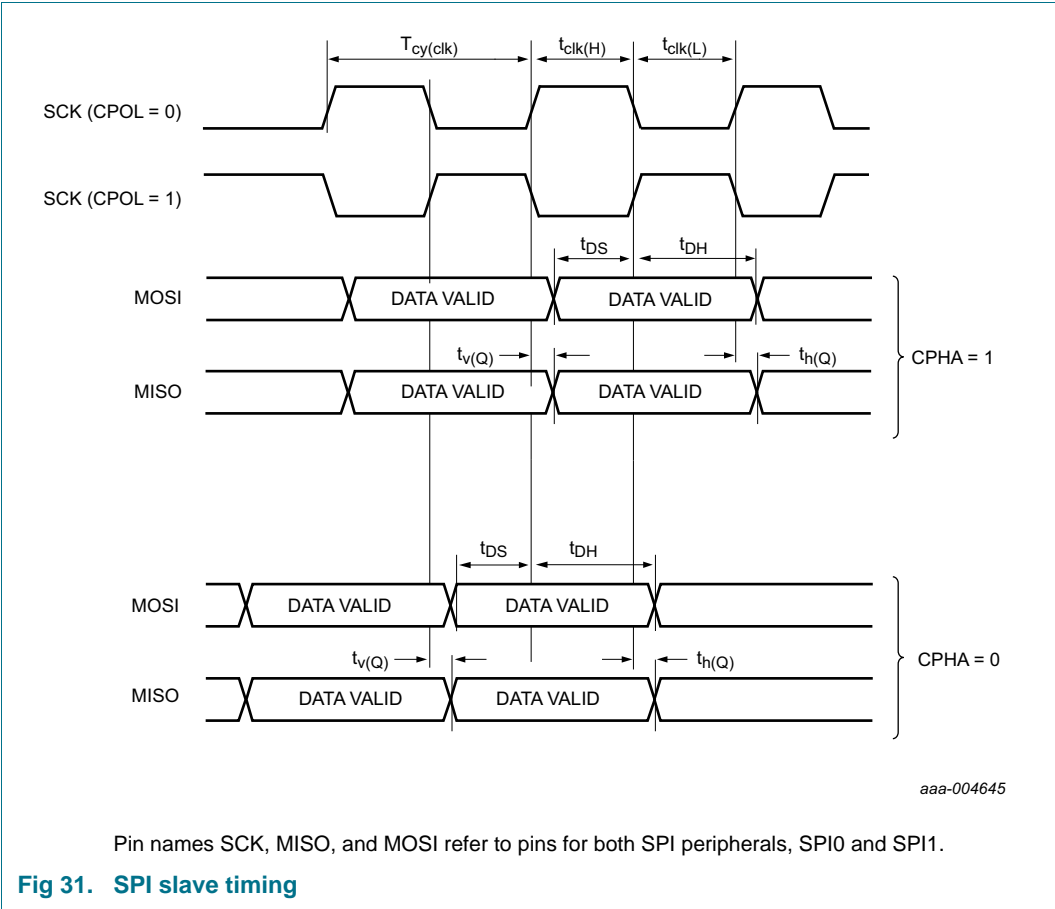 Tcy(clk) tclk(H) tclk(L)
SCK (CPOL = 0)
SCK (CPOL = 1)
tDS tDH
MOSI DATA VALID DATA VALID
tv(Q) th(Q)
CPHA = 1
MISO DATA VALID DATA VALID
tDS tDH
MOSI DATA VALID DATA VALID
tv(Q) th(Q)
CPHA = 0
MISO DATA VALID DATA VALID
aaa-004645
Pin names SCK, MISO, and MOSI refer to pins for both SPI peripherals, SPI0 and SPI1.
Fig 31. SPI slave timing